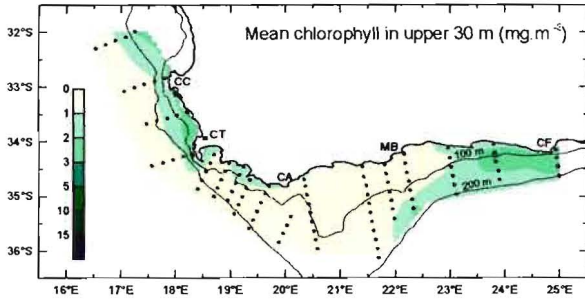 Mean chlorophyll in upper 30 m (mg.m⁻³)
32°S
33°S
34°S
35°S
36°S
0
1
2
3
5
10
15
CC
CT
CA
MB
CF
100 m
200 m
16°E 17°E 18°E 19°E 20°E 21°E 22°E 23°E 24°E 25°E